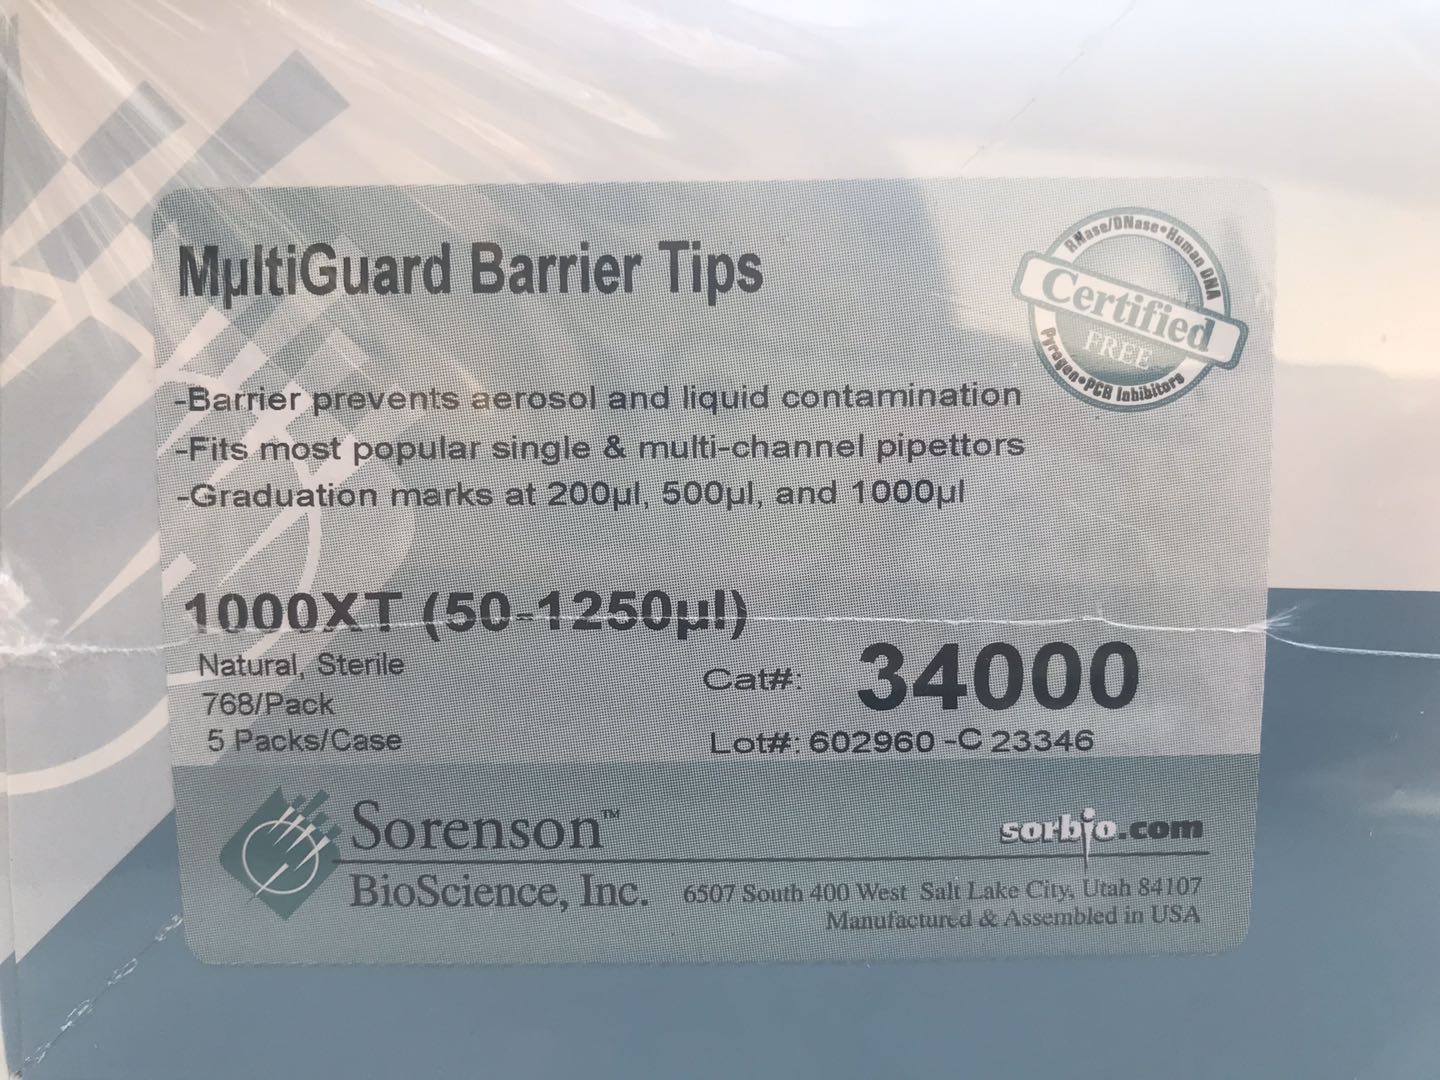 MµltiGuard Barrier Tips
RNase/DNase•Human DNA
Certified
FREE
Pyrogen•PCR Inhibitors
-Barrier prevents aerosol and liquid contamination
-Fits most popular single & multi-channel pipettors
-Graduation marks at 200µl, 500µl, and 1000µl
1000XT (50-1250µl)
Natural, Sterile
768/Pack
5 Packs/Case
Cat#: 34000
Lot#: 602960 -C 23346
Sorenson™
BioScience, Inc.
sorbio.com
6507 South 400 West Salt Lake City, Utah 84107
Manufactured & Assembled in USA